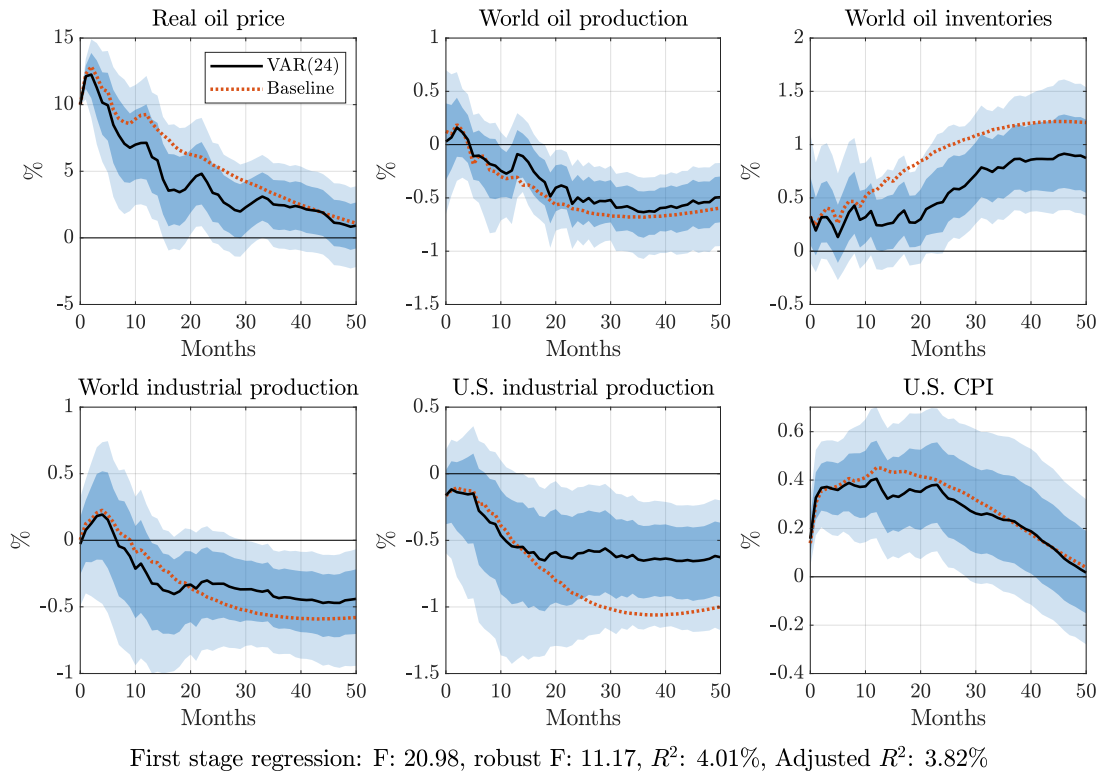 Real oil price
World oil production
World oil inventories
15
10
5
0
-5
%
0 10 20 30 40 50
Months
VAR(24)
Baseline
1
0.5
0
-0.5
-1
-1.5
%
0 10 20 30 40 50
Months
2
1.5
1
0.5
0
-0.5
%
0 10 20 30 40 50
Months
World industrial production
U.S. industrial production
U.S. CPI
1
0.5
0
-0.5
-1
%
0 10 20 30 40 50
Months
0.5
0
-0.5
-1
-1.5
%
0 10 20 30 40 50
Months
0.6
0.4
0.2
0
-0.2
-0.4
%
0 10 20 30 40 50
Months
First stage regression: F: 20.98, robust F: 11.17, R²: 4.01%, Adjusted R²: 3.82%